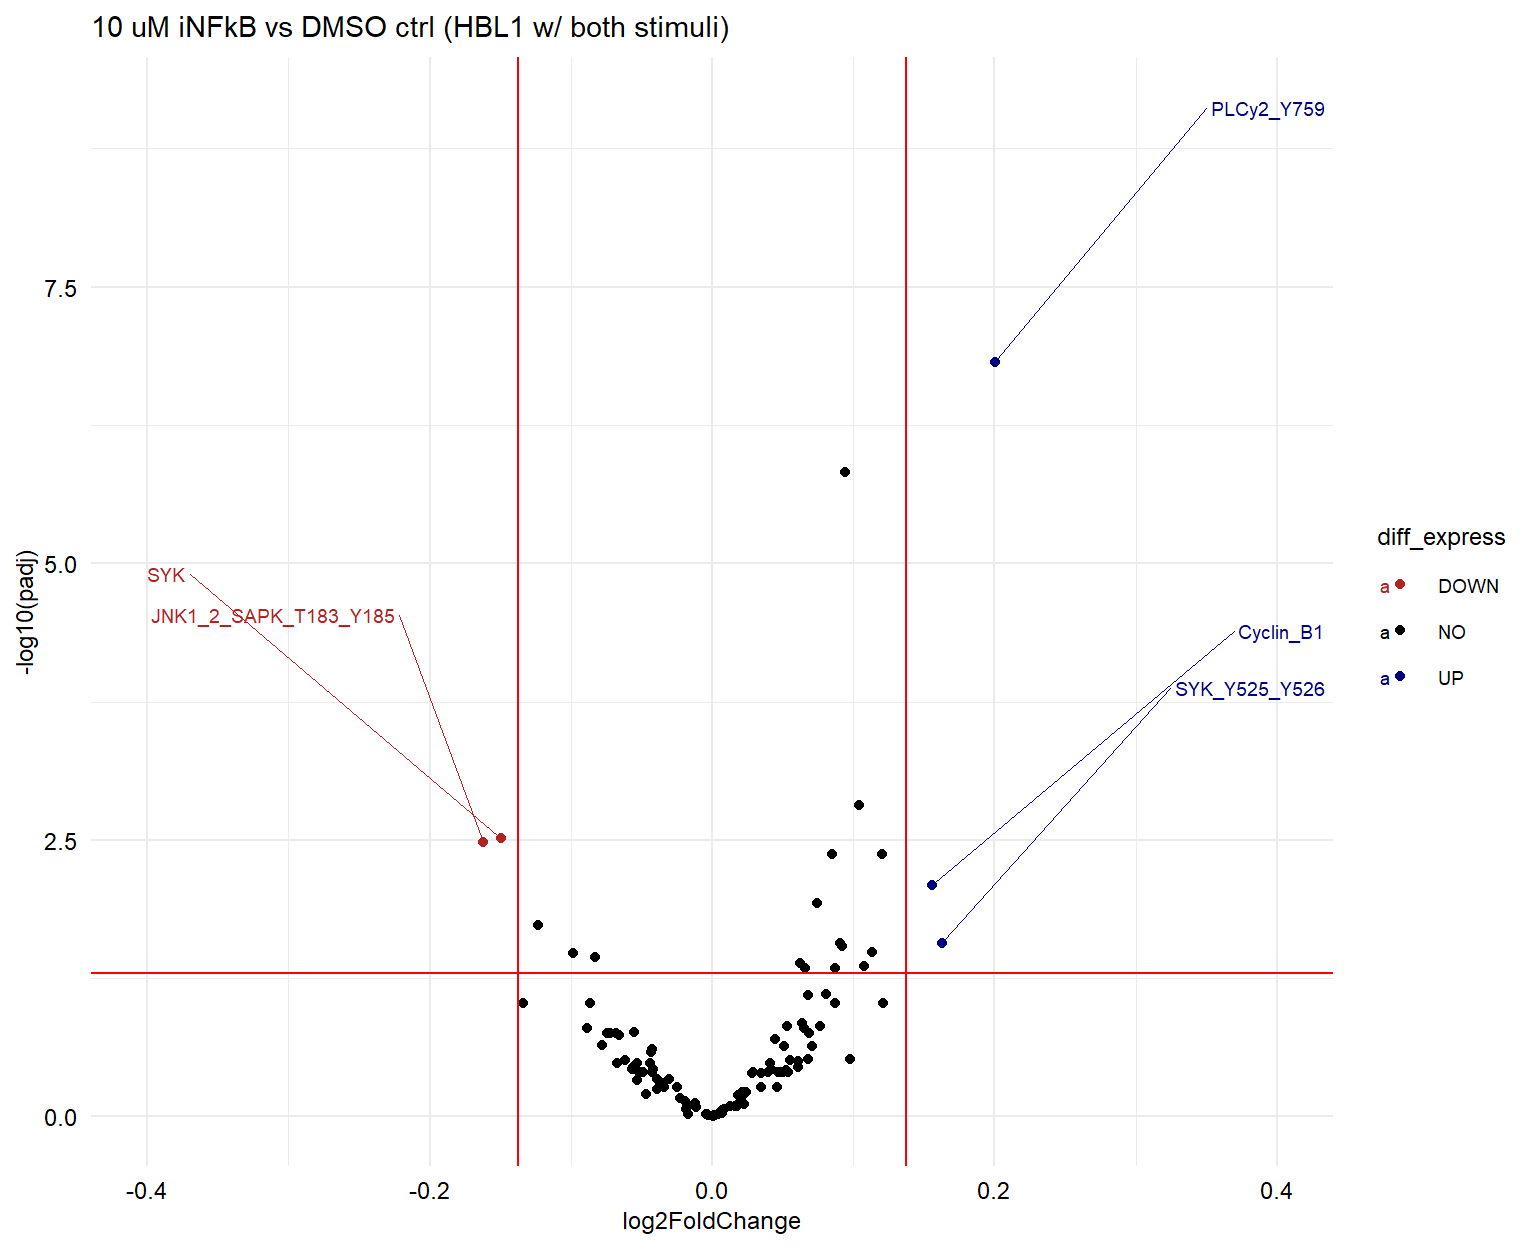 10 uM iNFkB vs DMSO ctrl (HBL1 w/ both stimuli)
PLCy2_Y759
7.5
5.0
SYK
JNK1_2_SAPK_T183_Y185
Cyclin_B1
SYK_Y525_Y526
2.5
0.0
-log10(padj)
-0.4
-0.2
0.0
0.2
0.4
log2FoldChange
diff_express
a DOWN
a NO
a UP